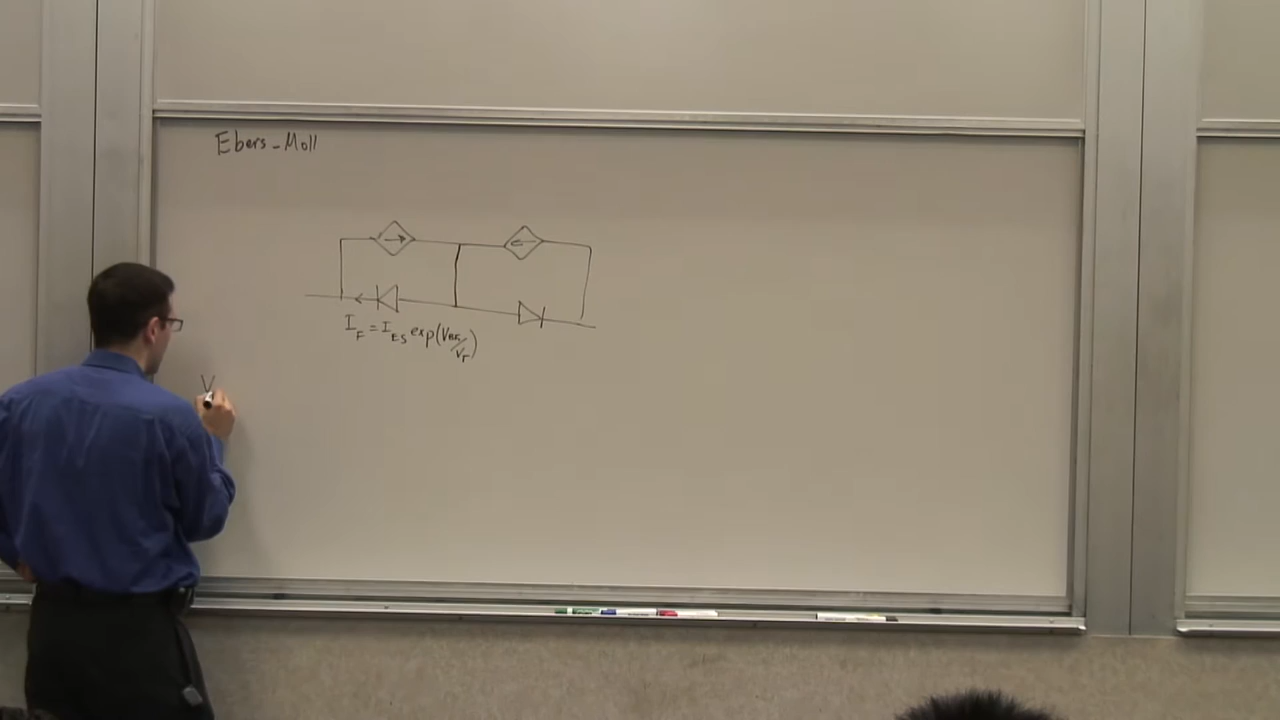 Ebers-Moll
I_F = I_ES exp(V_BE/V_T)
V